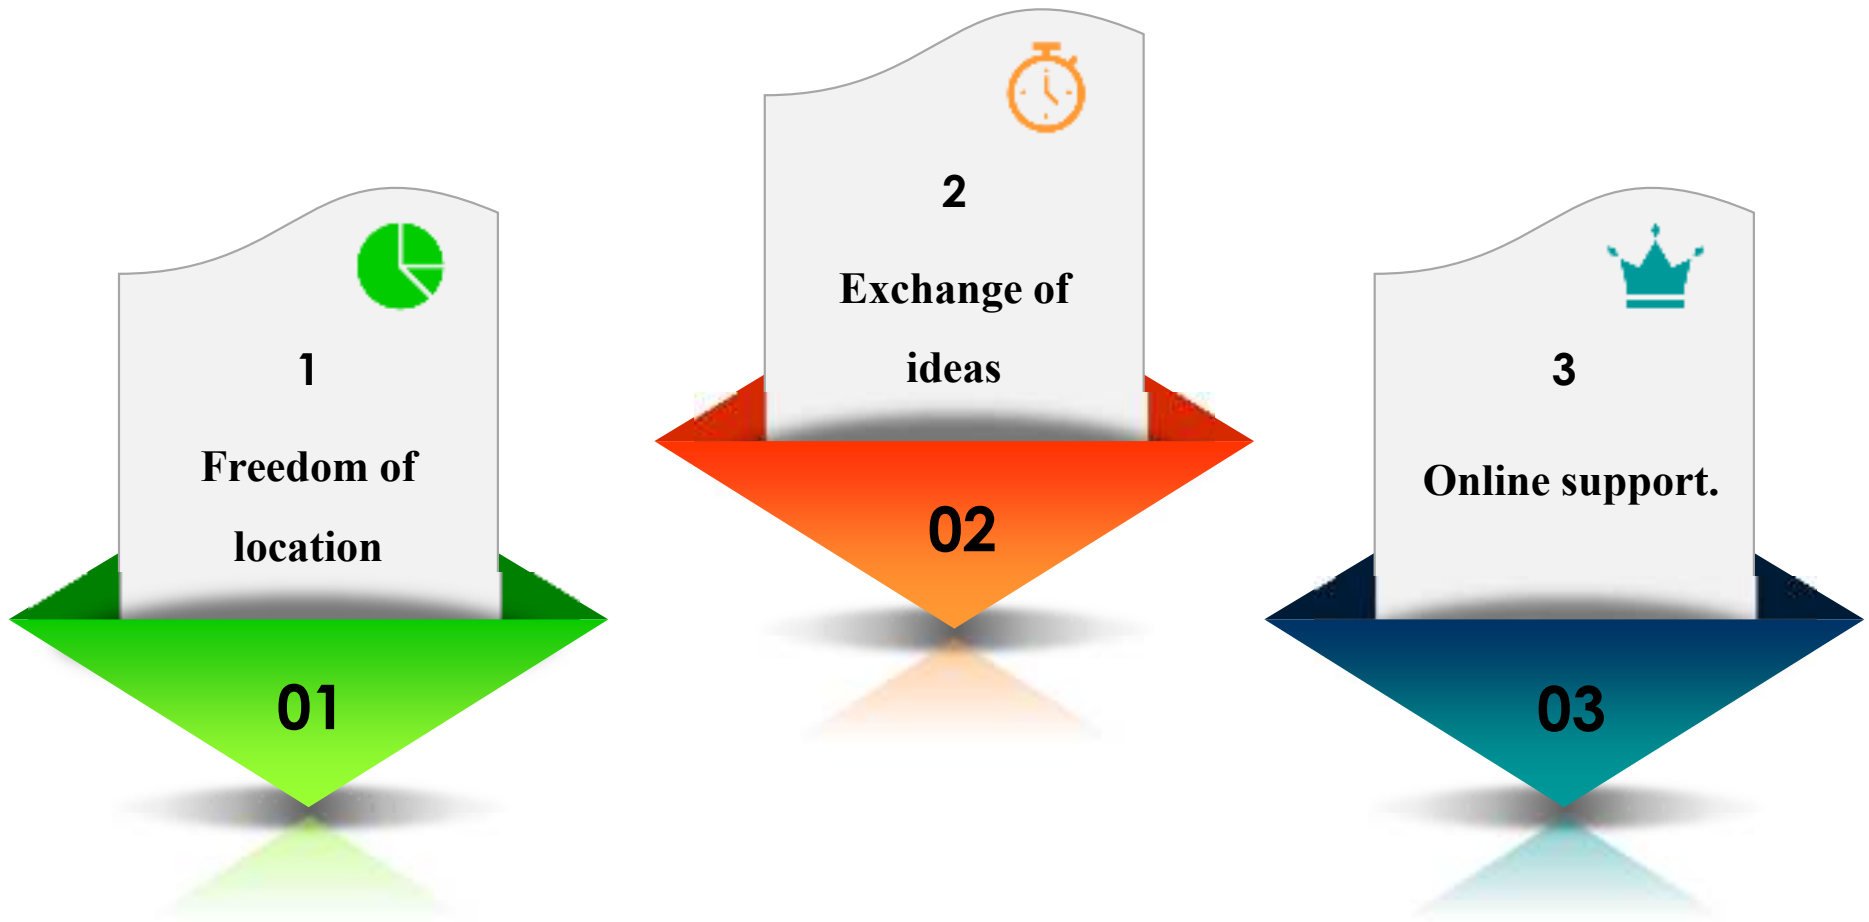 1
Freedom of
location
01
2
Exchange of
ideas
02
3
Online support.
03